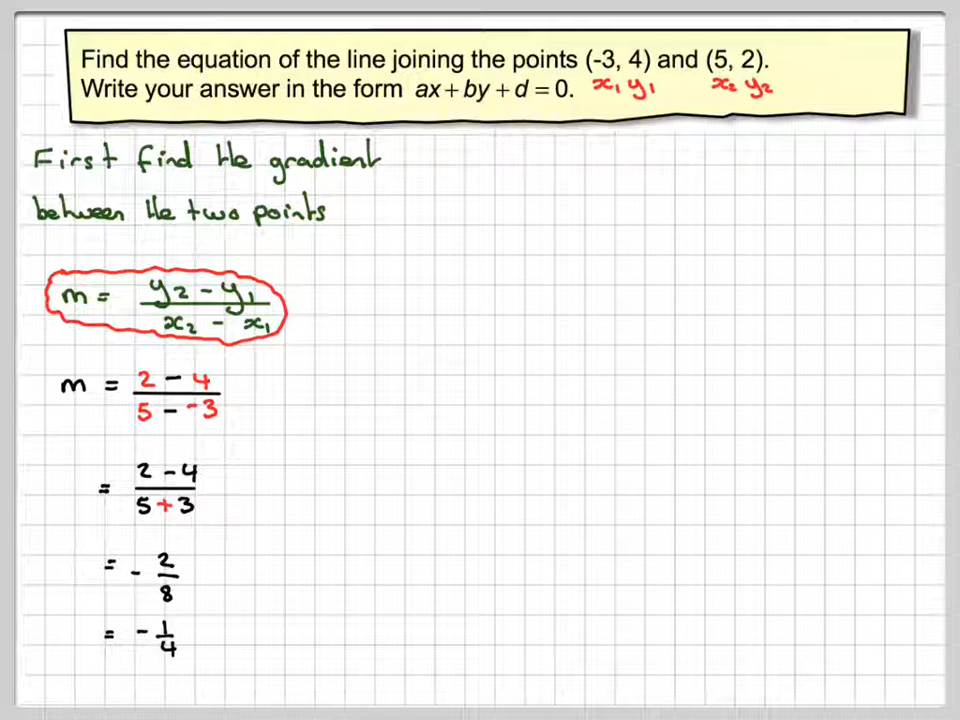 Find the equation of the line joining the points (-3, 4) and (5, 2).
Write your answer in the form ax + by + d = 0. x₁ y₁ x₂ y₂
First find the gradient
between the two points
m = (y₂ - y₁)/(x₂ - x₁)
m = (2 - 4)/(5 - -3)
= (2 - 4)/(5 + 3)
= - 2/8
= - 1/4